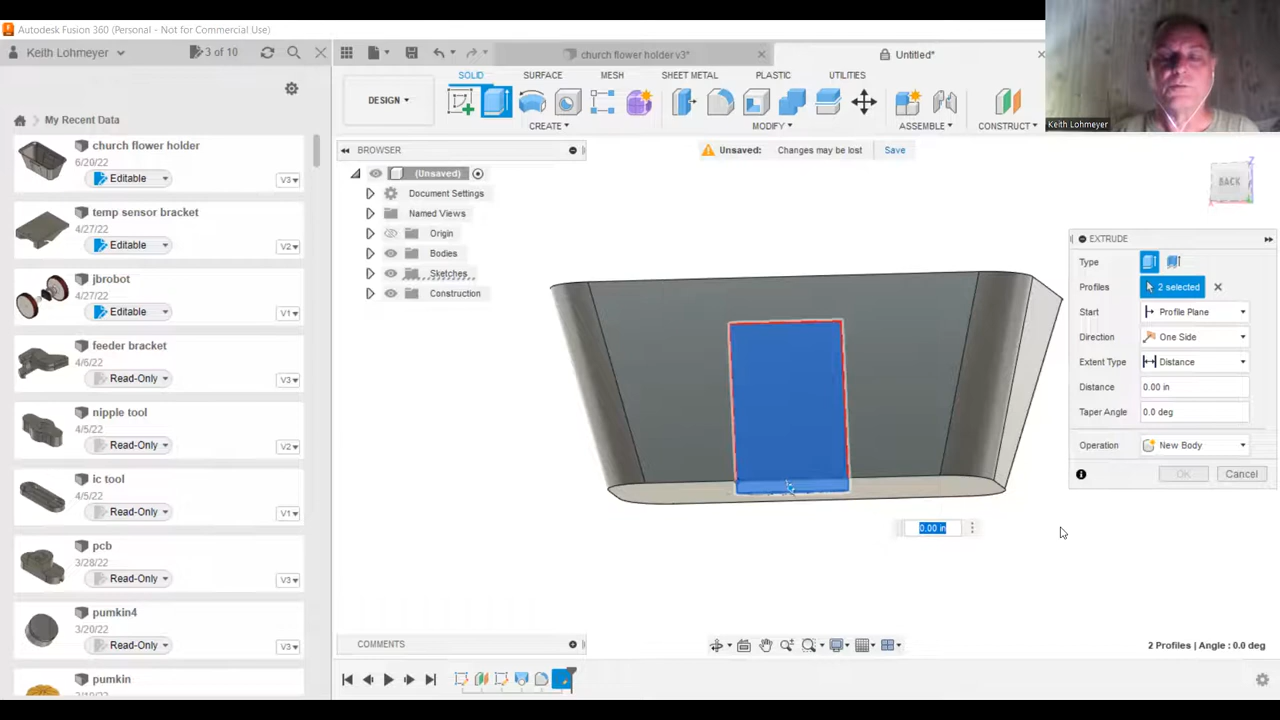 Autodesk Fusion 360 (Personal - Not for Commercial Use)
Keith Lohmeyer
3 of 10
church flower holder v3*
Untitled*
SOLID
SURFACE
MESH
SHEET METAL
PLASTIC
UTILITIES
DESIGN
CREATE
MODIFY
ASSEMBLE
CONSTRUCT
Keith Lohmeyer
My Recent Data
church flower holder
6/20/22
Editable
V3
temp sensor bracket
4/27/22
Editable
V2
jbrobot
4/27/22
Editable
V1
feeder bracket
4/6/22
Read-Only
V3
nipple tool
4/5/22
Read-Only
V2
ic tool
4/5/22
Read-Only
V1
pcb
3/28/22
Read-Only
V3
pumkin4
3/20/22
Read-Only
V3
pumkin
BROWSER
(Unsaved)
Document Settings
Named Views
Origin
Bodies
Sketches
Construction
Unsaved:
Changes may be lost
Save
BACK
Z
EXTRUDE
Type
Profiles
2 selected
Start
Profile Plane
Direction
One Side
Extent Type
Distance
Distance
0.00 in
Taper Angle
0.0 deg
Operation
New Body
OK
Cancel
0.00 in
COMMENTS
2 Profiles | Angle : 0.0 deg